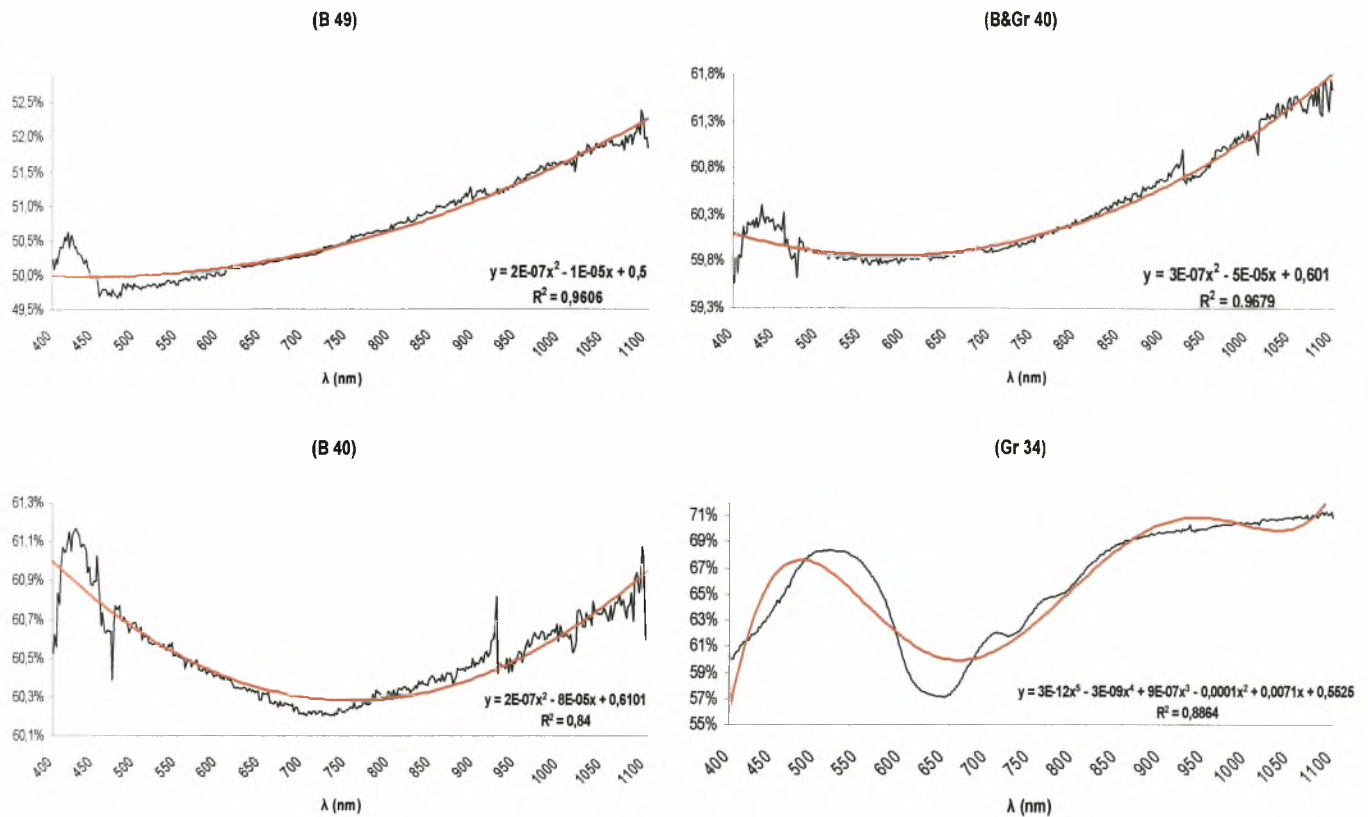 (B 49)
52,5%
52,0%
51,5%
51,0%
50,5%
50,0%
49,5%
y = 2E-07x² - 1E-05x + 0,5
R² = 0,9606
400 450 500 550 600 650 700 750 800 850 900 950 1000 1050 1100
λ (nm)
(B&Gr 40)
61,8%
61,3%
60,8%
60,3%
59,8%
59,3%
y = 3E-07x² - 5E-05x + 0,601
R² = 0.9679
400 450 500 550 600 650 700 750 800 850 900 950 1000 1050 1100
λ (nm)
(B 40)
61,3%
61,1%
60,9%
60,7%
60,5%
60,3%
60,1%
y = 2E-07x² - 8E-05x + 0,6101
R² = 0,84
400 450 500 550 600 650 700 750 800 850 900 950 1000 1050 1100
λ (nm)
(Gr 34)
71%
69%
67%
65%
63%
61%
59%
57%
55%
y = 3E-12x⁵ - 3E-09x⁴ + 9E-07x³ - 0,0001x² + 0,0071x + 0,5525
R² = 0,8864
400 450 500 550 600 650 700 750 800 850 900 950 1000 1050 1100
λ (nm)